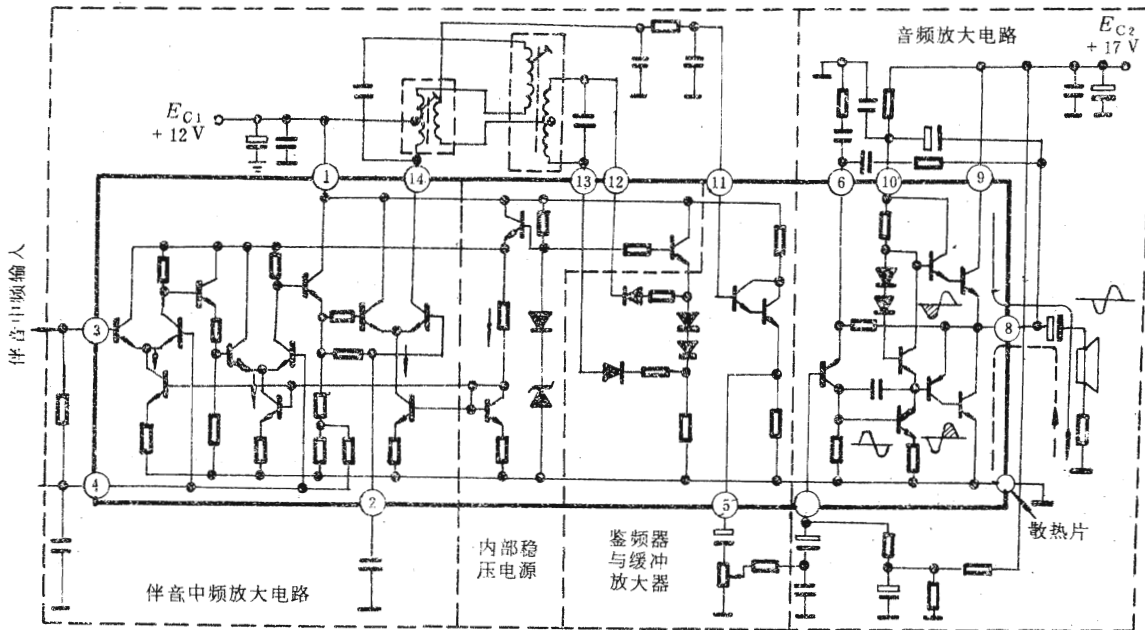 音频放大电路
E_C2
+ 17 V
E_C1
+ 12 V
1
14
13
12
11
6
10
9
伴音中频输入
3
8
4
2
5
散热片
内部稳
压电源
鉴频器
与缓冲
放大器
伴音中频放大电路